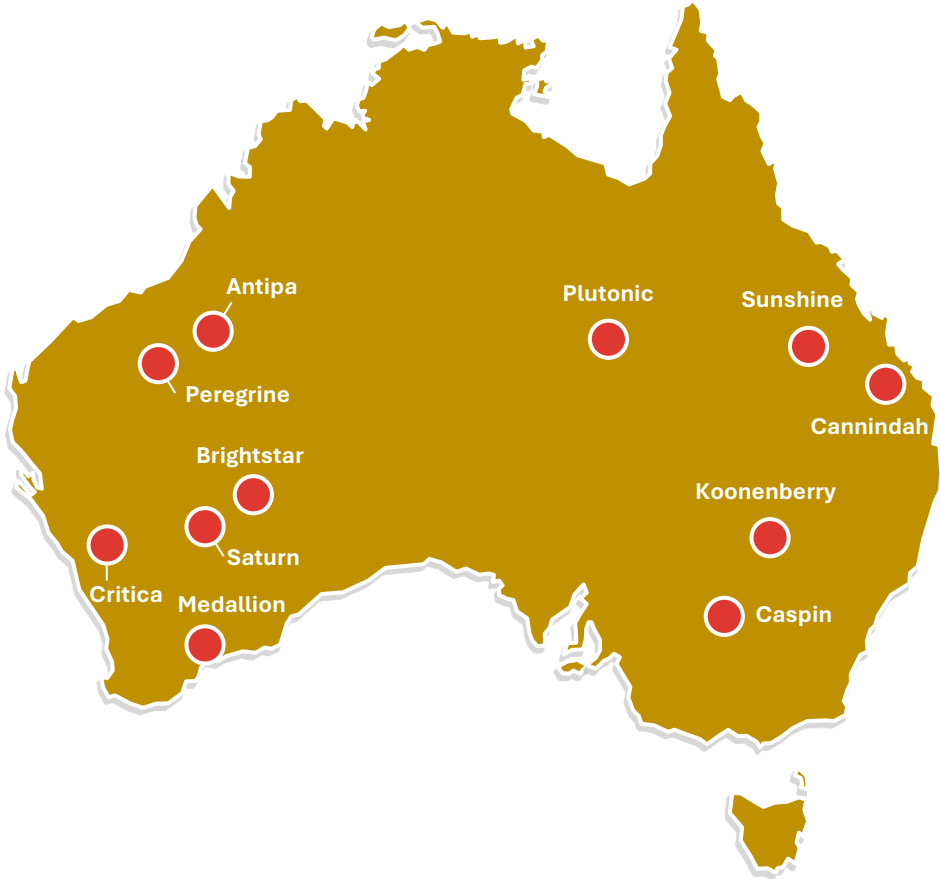 Antipa
Plutonic
Sunshine
Peregrine
Cannindah
Brightstar
Koonenberry
Saturn
Critica
Medallion
Caspin